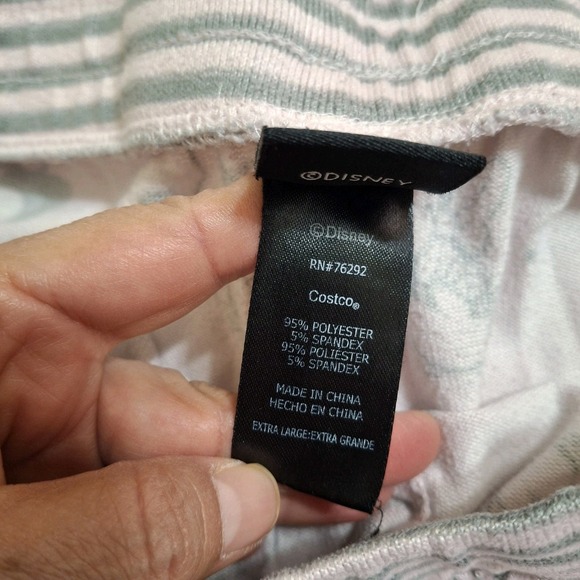 ©DISNEY
©Disney
RN#76292
Costco®
95% POLYESTER
5% SPANDEX
95% POLIESTER
5% SPANDEX
MADE IN CHINA
HECHO EN CHINA
EXTRA LARGE:EXTRA GRANDE